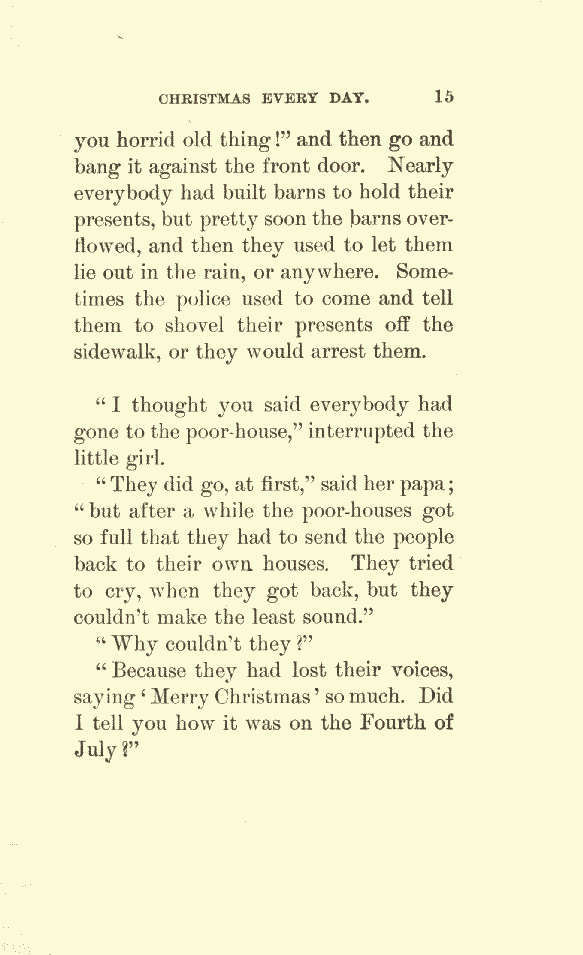 CHRISTMAS EVERY DAY. 15
you horrid old thing!” and then go and
bang it against the front door. Nearly
everybody had built barns to hold their
presents, but pretty soon the barns over-
flowed, and then they used to let them
lie out in the rain, or anywhere. Some-
times the police used to come and tell
them to shovel their presents off the
sidewalk, or they would arrest them.
“I thought you said everybody had
gone to the poor-house,” interrupted the
little girl.
“They did go, at first,” said her papa;
“but after a while the poor-houses got
so full that they had to send the people
back to their own houses. They tried
to cry, when they got back, but they
couldn’t make the least sound.”
“Why couldn’t they?”
“Because they had lost their voices,
saying ‘Merry Christmas’ so much. Did
I tell you how it was on the Fourth of
July?”